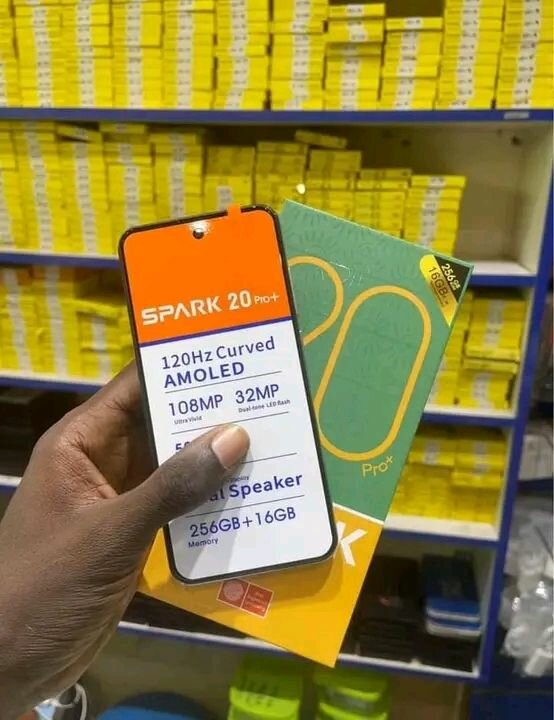 SPARK 20 Pro+
120Hz Curved
AMOLED
108MP 32MP
Ultra Vivid Dual-tone LED flash
Speaker
256GB+16GB
Memory
256GB
16GB
Pro+
K